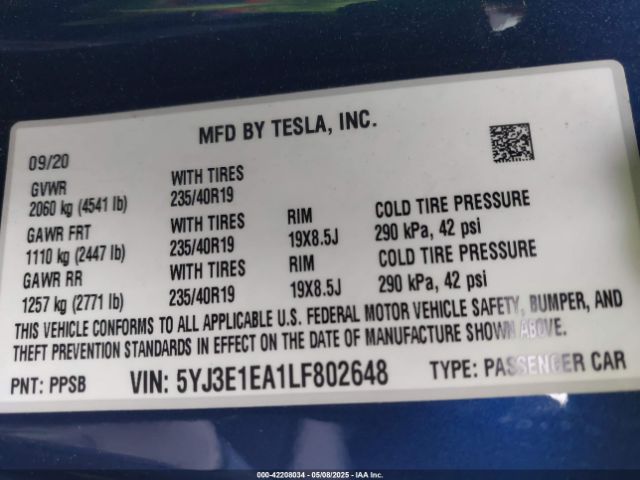 MFD BY TESLA, INC.
09/20
GVWR WITH TIRES
2060 kg (4541 lb) 235/40R19
GAWR FRT WITH TIRES RIM COLD TIRE PRESSURE
1110 kg (2447 lb) 235/40R19 19X8.5J 290 kPa, 42 psi
GAWR RR WITH TIRES RIM COLD TIRE PRESSURE
1257 kg (2771 lb) 235/40R19 19X8.5J 290 kPa, 42 psi
THIS VEHICLE CONFORMS TO ALL APPLICABLE U.S. FEDERAL MOTOR VEHICLE SAFETY, BUMPER, AND
THEFT PREVENTION STANDARDS IN EFFECT ON THE DATE OF MANUFACTURE SHOWN ABOVE.
PNT: PPSB VIN: 5YJ3E1EA1LF802648 TYPE: PASSENGER CAR
000-42208034 - 05/08/2025 - IAA Inc.